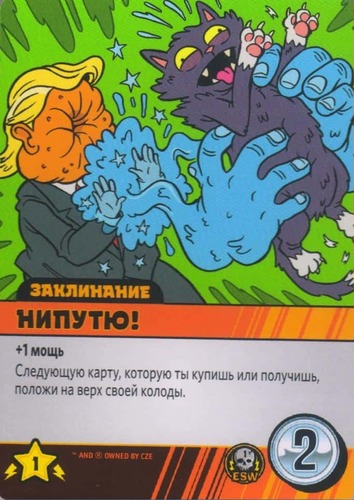 ЗАКЛИНАНИЕ
НИПУТЮ!
+1 мощь
Следующую карту, которую ты купишь или получишь,
положи на верх своей колоды.
1
™ AND ® OWNED BY CZE
1*
ESW
2